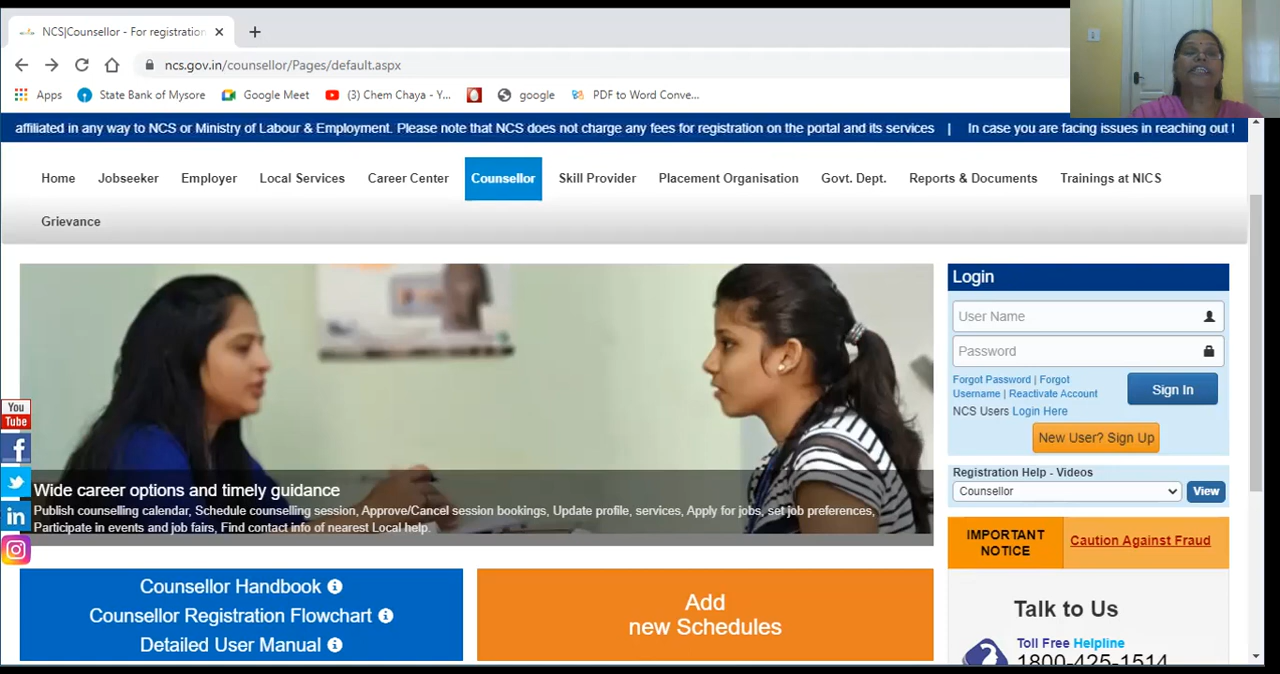 NCS|Counsellor - For registration
ncs.gov.in/counsellor/Pages/default.aspx
Apps State Bank of Mysore Google Meet (3) Chem Chaya - Y... google PDF to Word Conve...
affiliated in any way to NCS or Ministry of Labour & Employment. Please note that NCS does not charge any fees for registration on the portal and its services | In case you are facing issues in reaching out
Home Jobseeker Employer Local Services Career Center Counsellor Skill Provider Placement Organisation Govt. Dept. Reports & Documents Trainings at NICS
Grievance
Login
User Name
Password
Forgot Password | Forgot
Username | Reactivate Account
Sign In
NCS Users Login Here
New User? Sign Up
Registration Help - Videos
Counsellor View
You
Tube
Wide career options and timely guidance
Publish counselling calendar, Schedule counselling session, Approve/Cancel session bookings, Update profile, services, Apply for jobs, set job preferences,
Participate in events and job fairs, Find contact info of nearest Local help.
IMPORTANT
NOTICE
Caution Against Fraud
Counsellor Handbook
Counsellor Registration Flowchart
Detailed User Manual
Add
new Schedules
Talk to Us
Toll Free Helpline
1800-425-1514